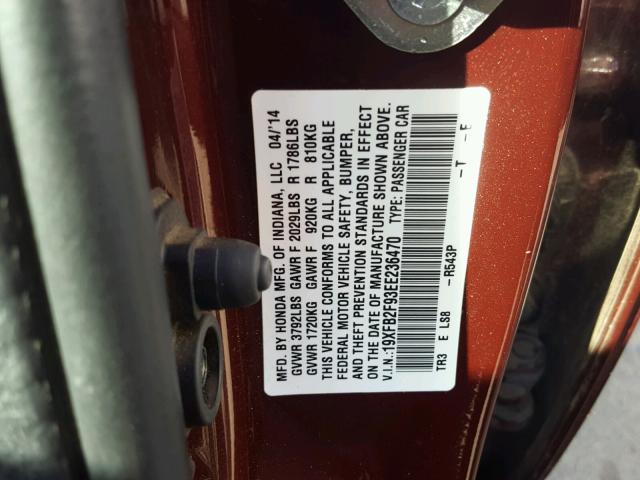 MFD. BY HONDA MFG. OF INDIANA, LLC 04/'14
GVWR 3792LBS GAWR F 2029LBS R 1786LBS
GVWR 1720KG GAWR F 920KG R 810KG
THIS VEHICLE CONFORMS TO ALL APPLICABLE
FEDERAL MOTOR VEHICLE SAFETY, BUMPER,
AND THEFT PREVENTION STANDARDS IN EFFECT
ON THE DATE OF MANUFACTURE SHOWN ABOVE.
V.I.N.:19XFB2F93EE236470 TYPE: PASSENGER CAR
-R543P -T -E
TR3 E LS8